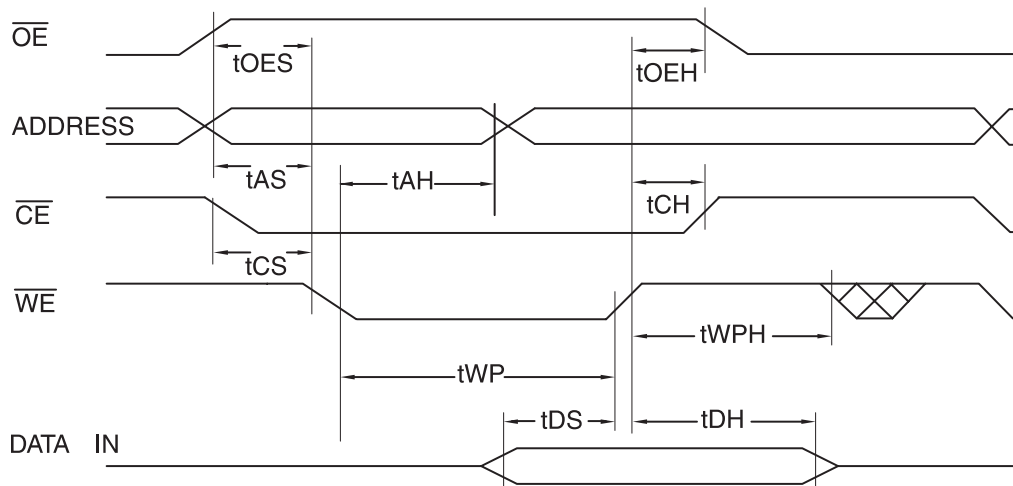 OE
tOES
tOEH
ADDRESS
tAS
tAH
tCH
CE
tCS
WE
tWPH
tWP
tDS
tDH
DATA IN